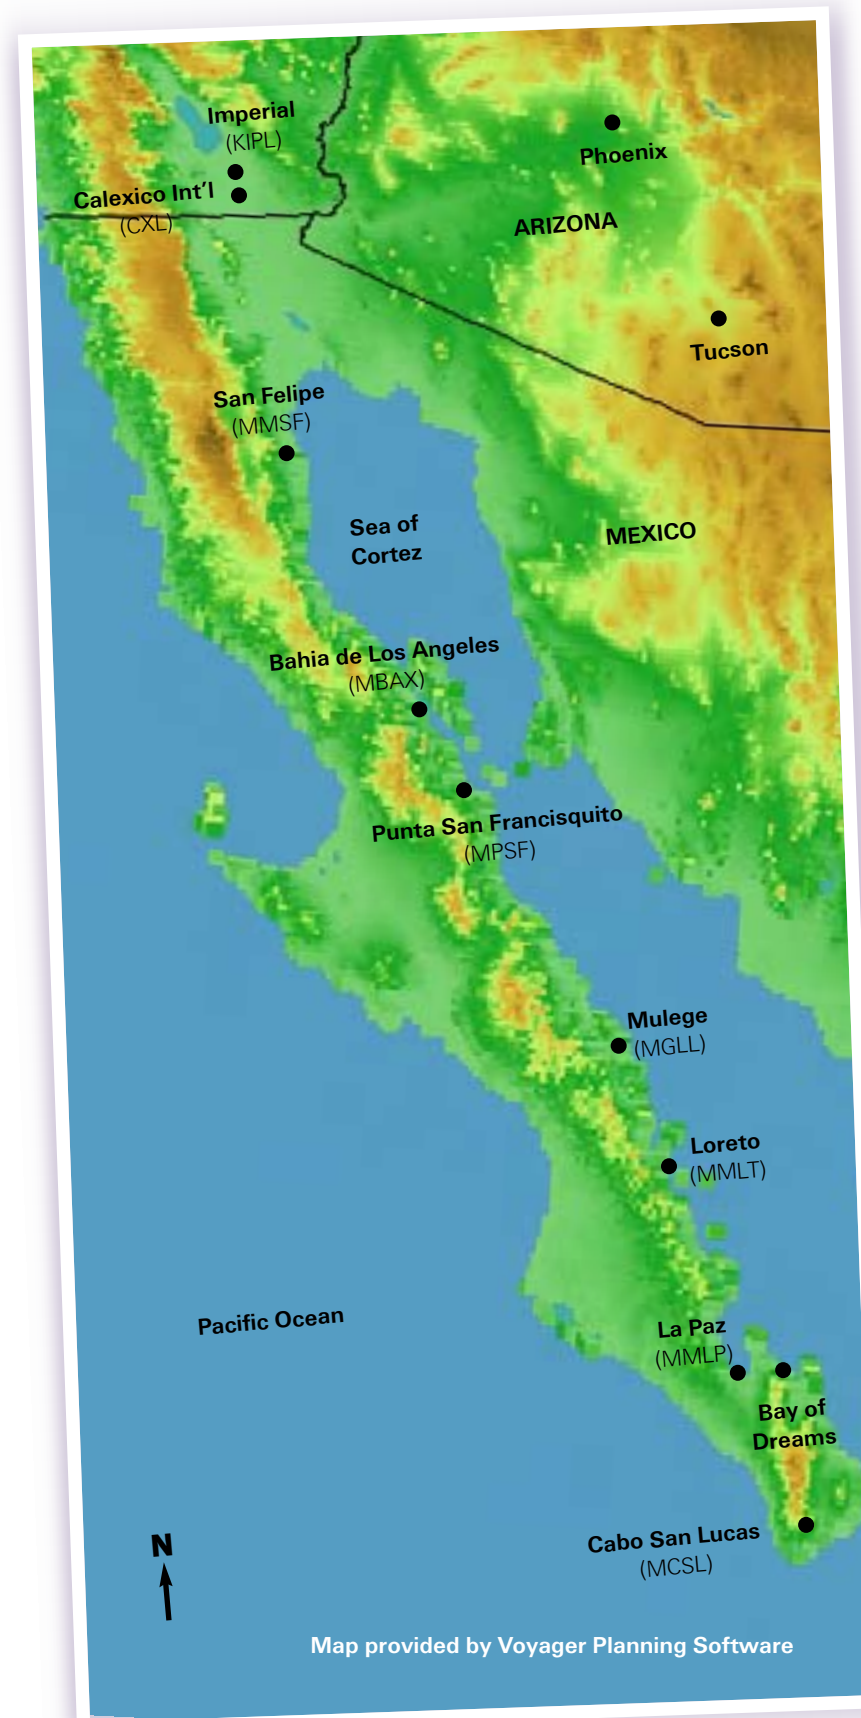 Imperial
(KIPL)
Phoenix
Calexico Int'l
(CXL)
ARIZONA
Tucson
San Felipe
(MMSF)
Sea of
Cortez
MEXICO
Bahia de Los Angeles
(MBAX)
Punta San Francisquito
(MPSF)
Mulege
(MGLL)
Loreto
(MMLT)
Pacific Ocean
La Paz
(MMLP)
Bay of
Dreams
N
Cabo San Lucas
(MCSL)
Map provided by Voyager Planning Software